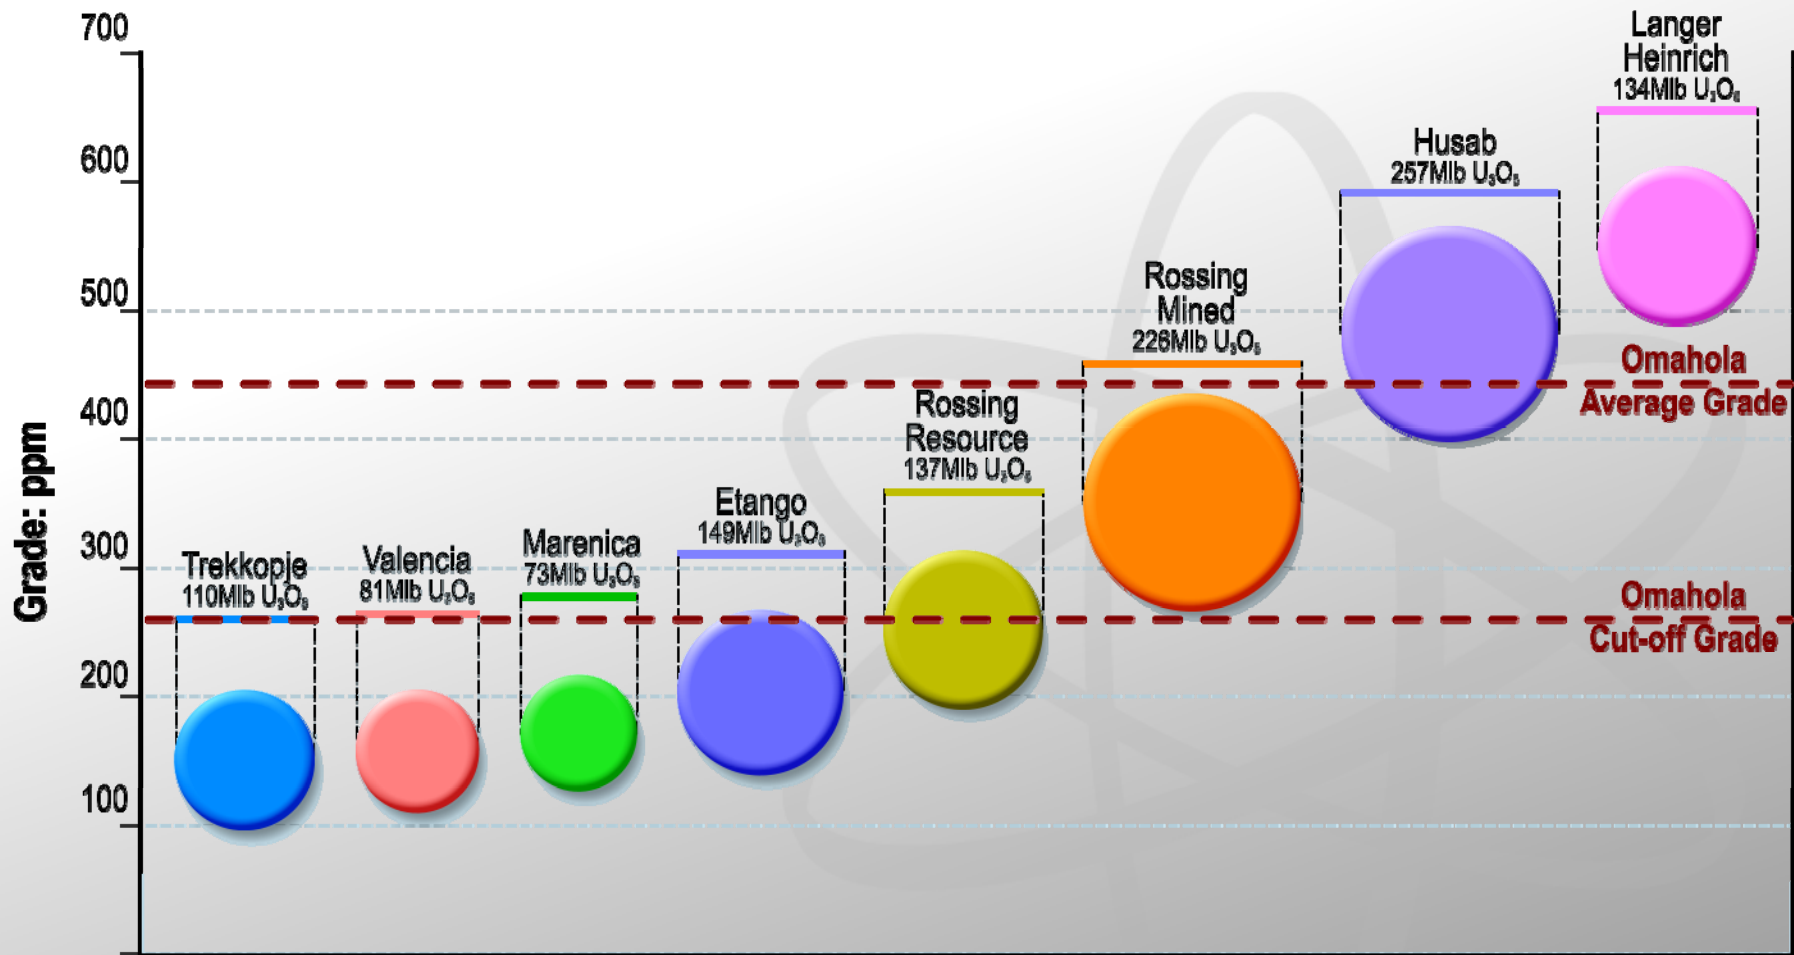 700
600
500
400
300
200
100
Grade: ppm
Trekkopje
110Mlb U₃O₈
Valencia
81Mlb U₃O₈
Marenica
73Mlb U₃O₈
Etango
149Mlb U₃O₈
Rossing
Resource
137Mlb U₃O₈
Rossing
Mined
226Mlb U₃O₈
Husab
257Mlb U₃O₈
Langer
Heinrich
134Mlb U₃O₈
Omahola
Average Grade
Omahola
Cut-off Grade